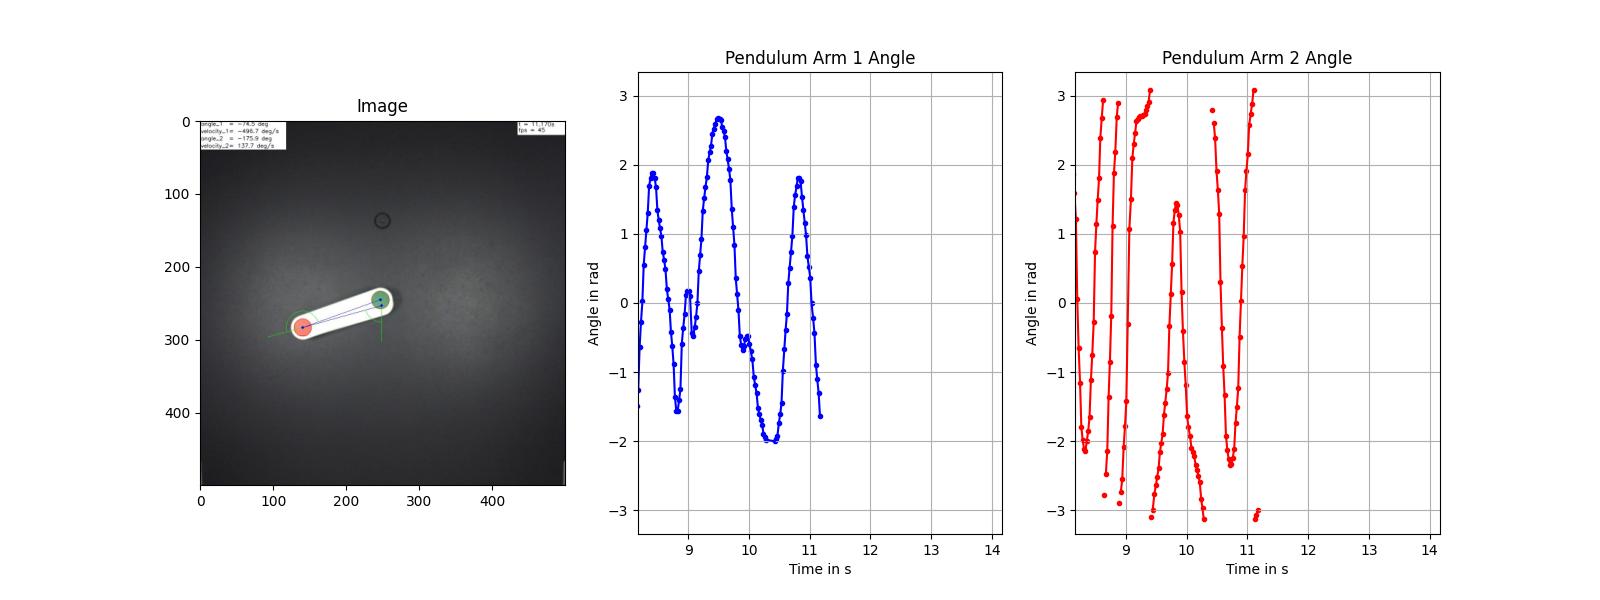 Image
Pendulum Arm 1 Angle
Pendulum Arm 2 Angle
angle_1 = -74.5 deg
velocity_1= -496.7 deg/s
angle_2 = -175.9 deg
velocity_2= 137.7 deg/s
t = 11.170s
fps = 45
0
100
200
300
400
0 100 200 300 400
Angle in rad
3
2
1
0
−1
−2
−3
9 10 11 12 13 14
Time in s
Angle in rad
3
2
1
0
−1
−2
−3
9 10 11 12 13 14
Time in s